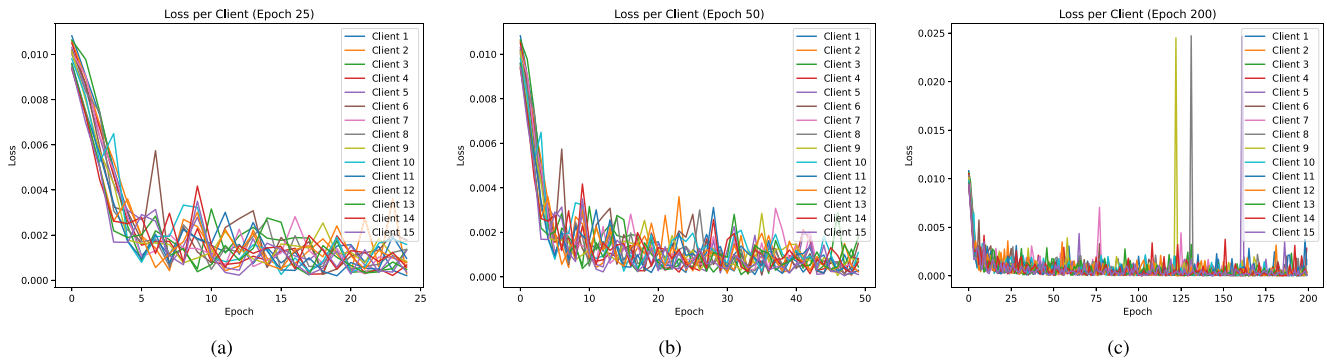 Loss per Client (Epoch 25)
0.010
0.008
0.006
0.004
0.002
0.000
Loss
0
5
10
15
20
25
Epoch
Client 1
Client 2
Client 3
Client 4
Client 5
Client 6
Client 7
Client 8
Client 9
Client 10
Client 11
Client 12
Client 13
Client 14
Client 15
(a)
Loss per Client (Epoch 50)
0.010
0.008
0.006
0.004
0.002
0.000
Loss
0
10
20
30
40
50
Epoch
Client 1
Client 2
Client 3
Client 4
Client 5
Client 6
Client 7
Client 8
Client 9
Client 10
Client 11
Client 12
Client 13
Client 14
Client 15
(b)
Loss per Client (Epoch 200)
0.025
0.020
0.015
0.010
0.005
0.000
Loss
0
25
50
75
100
125
150
175
200
Epoch
Client 1
Client 2
Client 3
Client 4
Client 5
Client 6
Client 7
Client 8
Client 9
Client 10
Client 11
Client 12
Client 13
Client 14
Client 15
(c)